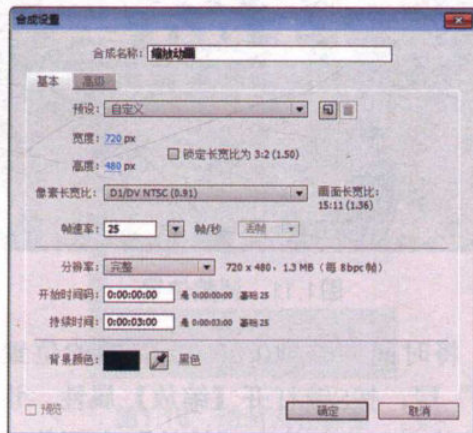 合成设置
合成名称: 缩放动画
基本 高级
预设: 自定义
宽度: 720 px
锁定长宽比为 3:2 (1.50)
高度: 480 px
像素长宽比: D1/DV NTSC (0.91)
画面长宽比:
15:11 (1.36)
帧速率: 25 帧/秒 丢帧
分辨率: 完整 720 x 480, 1.3 MB (每 8bpc 帧)
开始时间码: 0:00:00:00 是 0:00:00:00 基础 25
持续时间: 0:00:03:00 是 0:00:03:00 基础 25
背景颜色: 黑色
预览 确定 取消